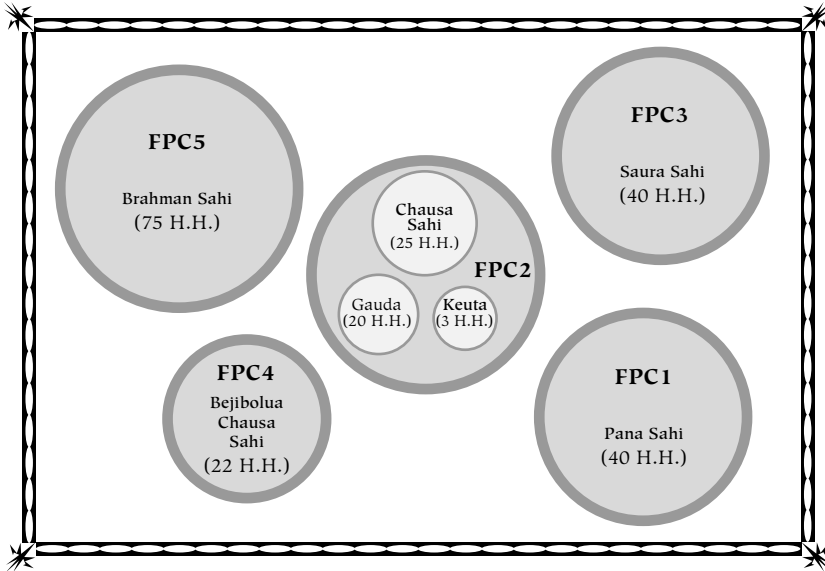 FPC5
Brahman Sahi
(75 H.H.)
FPC3
Saura Sahi
(40 H.H.)
Chausa
Sahi
(25 H.H.)
FPC2
Gauda
(20 H.H.)
Keuta
(3 H.H.)
FPC4
Bejibolua
Chausa
Sahi
(22 H.H.)
FPC1
Pana Sahi
(40 H.H.)